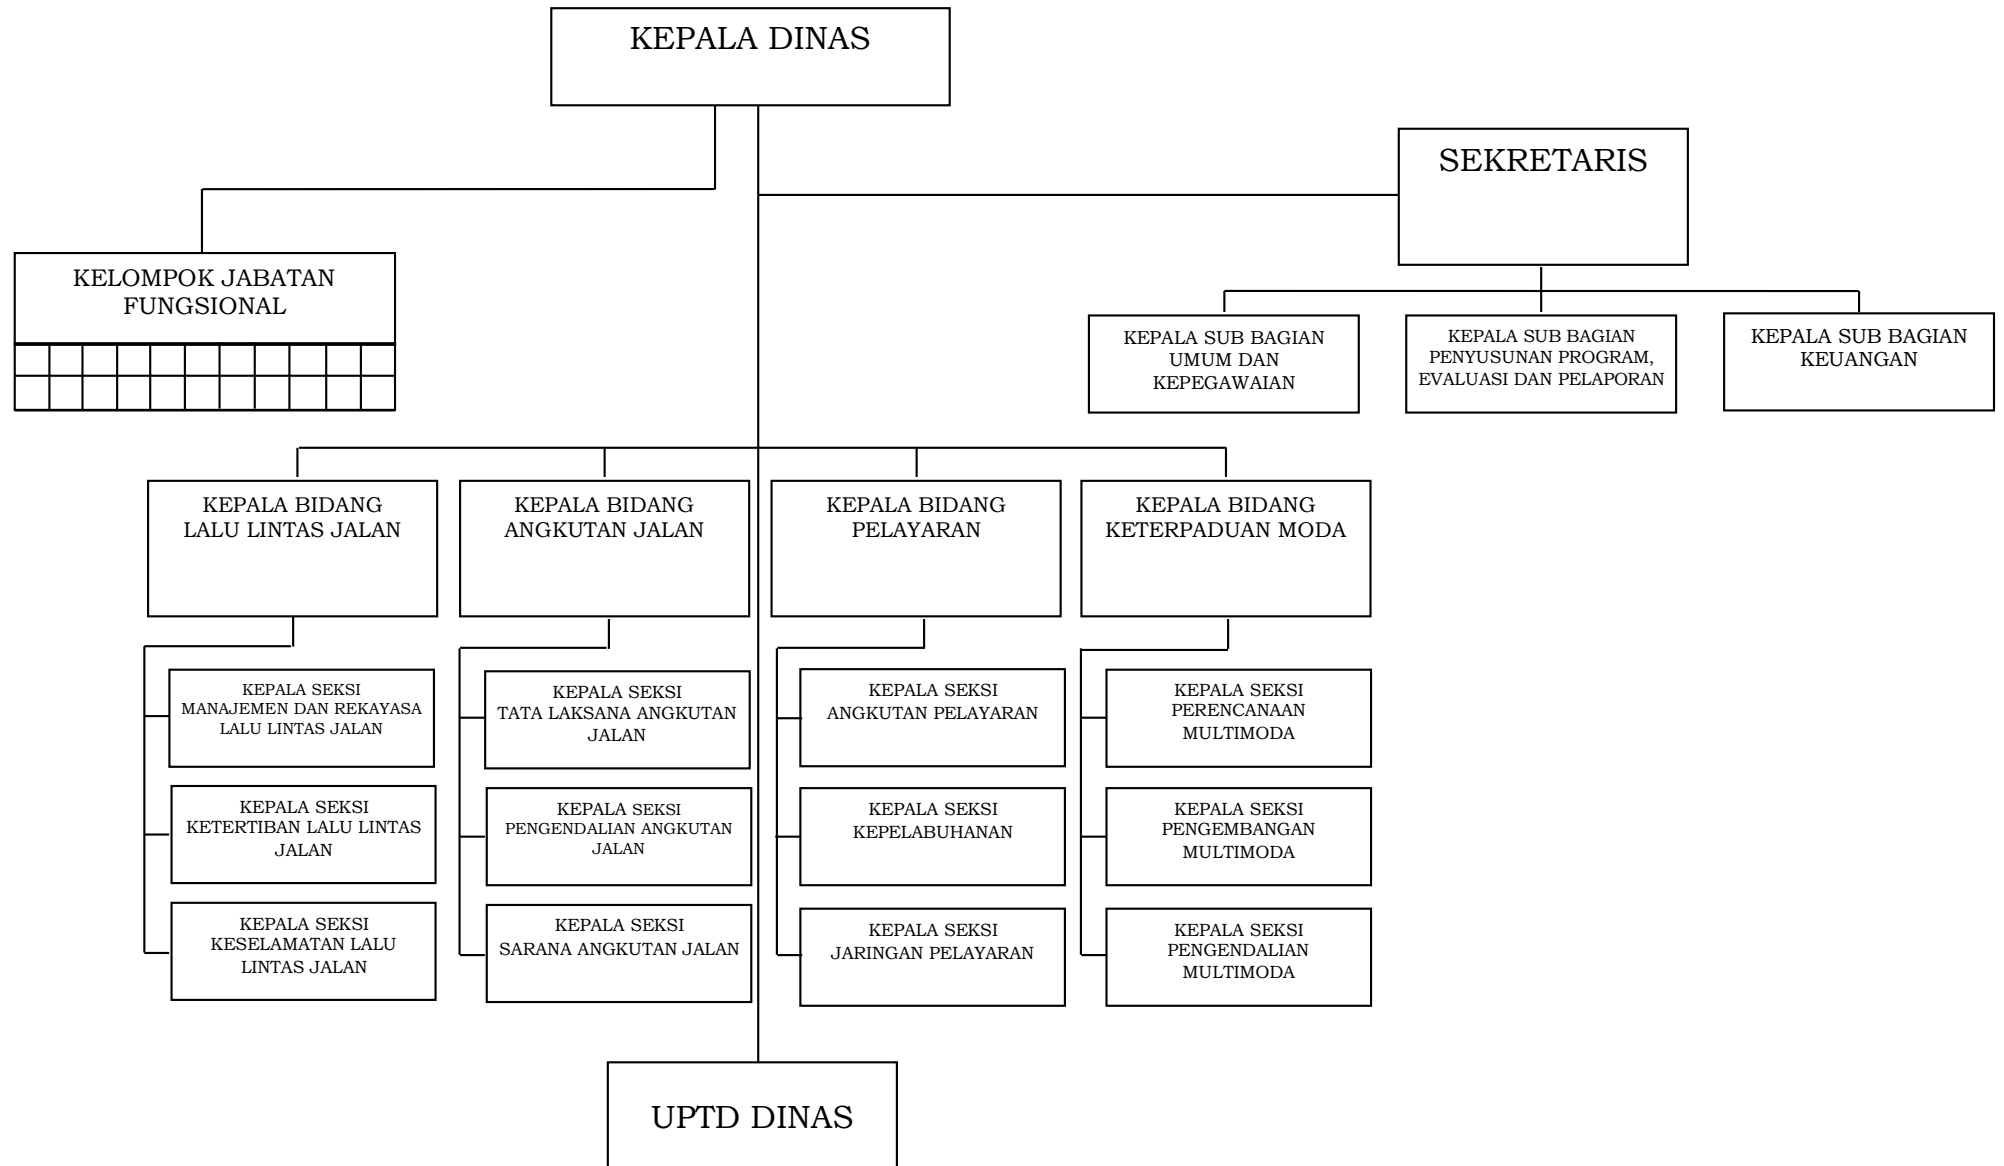 KEPALA DINAS
SEKRETARIS
KELOMPOK JABATAN
FUNGSIONAL
KEPALA SUB BAGIAN
UMUM DAN
KEPEGAWAIAN
KEPALA SUB BAGIAN
PENYUSUNAN PROGRAM,
EVALUASI DAN PELAPORAN
KEPALA SUB BAGIAN
KEUANGAN
KEPALA BIDANG
LALU LINTAS JALAN
KEPALA BIDANG
ANGKUTAN JALAN
KEPALA BIDANG
PELAYARAN
KEPALA BIDANG
KETERPADUAN MODA
KEPALA SEKSI
MANAJEMEN DAN REKAYASA
LALU LINTAS JALAN
KEPALA SEKSI
TATA LAKSANA ANGKUTAN
JALAN
KEPALA SEKSI
ANGKUTAN PELAYARAN
KEPALA SEKSI
PERENCANAAN
MULTIMODA
KEPALA SEKSI
KETERTIBAN LALU LINTAS
JALAN
KEPALA SEKSI
PENGENDALIAN ANGKUTAN
JALAN
KEPALA SEKSI
KEPELABUHANAN
KEPALA SEKSI
PENGEMBANGAN
MULTIMODA
KEPALA SEKSI
KESELAMATAN LALU
LINTAS JALAN
KEPALA SEKSI
SARANA ANGKUTAN JALAN
KEPALA SEKSI
JARINGAN PELAYARAN
KEPALA SEKSI
PENGENDALIAN
MULTIMODA
UPTD DINAS